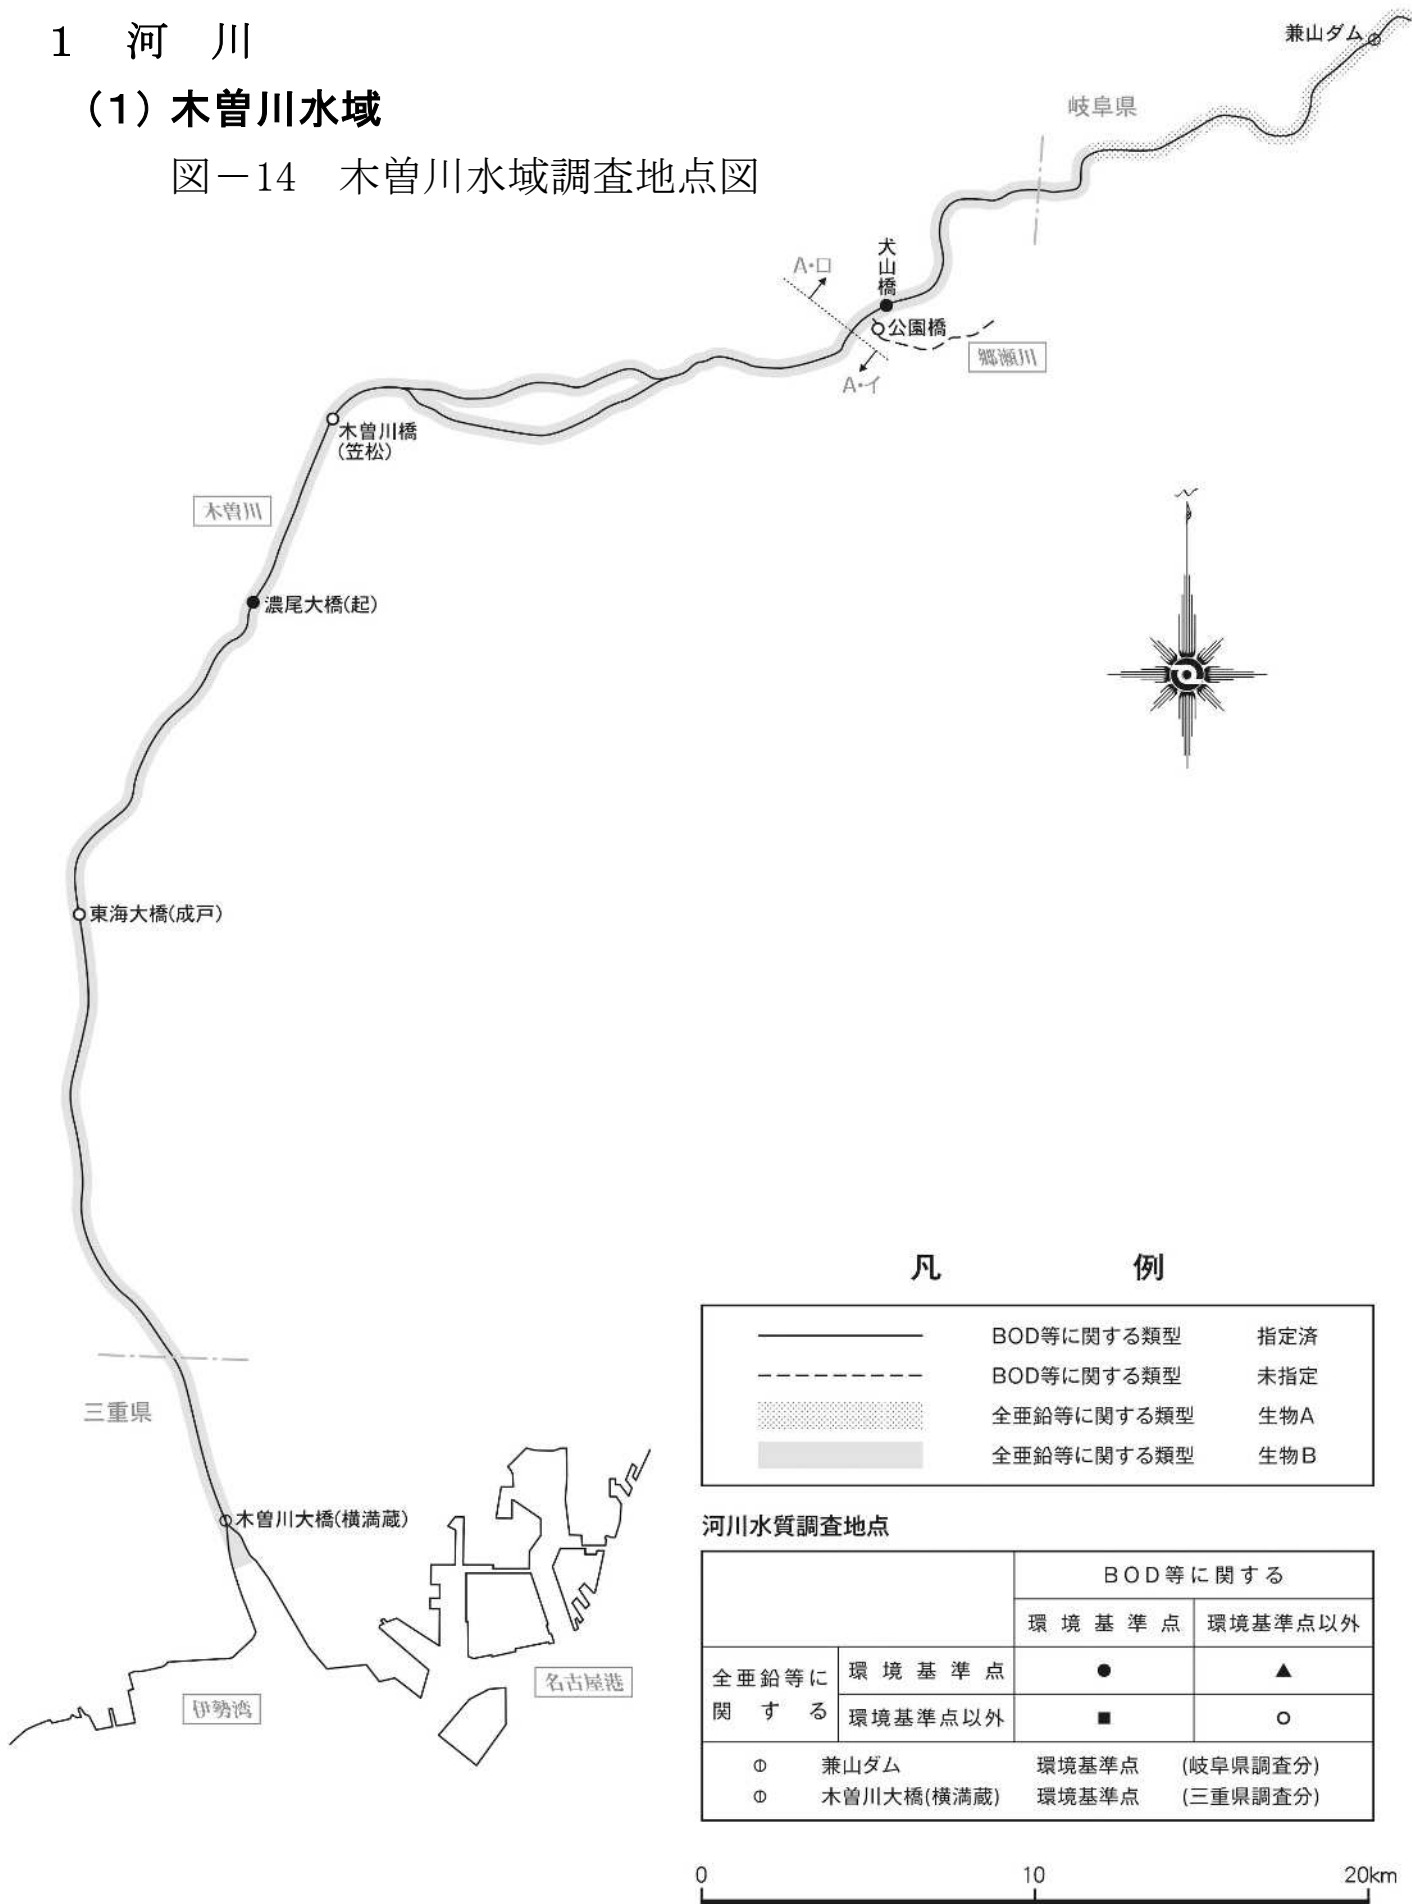 1　河　川
（1）木曽川水域
図－14　木曽川水域調査地点図
兼山ダム
岐阜県
犬山橋
A・ロ
公園橋
郷瀬川
A・イ
木曽川橋
(笠松)
木曽川
N
濃尾大橋(起)
東海大橋(成戸)
三重県
木曽川大橋(横満蔵)
名古屋港
伊勢湾
凡　例
BOD等に関する類型　指定済
BOD等に関する類型　未指定
全亜鉛等に関する類型　生物A
全亜鉛等に関する類型　生物B
河川水質調査地点
BOD等に関する
環境基準点　環境基準点以外
全亜鉛等に関する　環境基準点　●　▲
環境基準点以外　■　○
⦶　兼山ダム　環境基準点　(岐阜県調査分)
⦶　木曽川大橋(横満蔵)　環境基準点　(三重県調査分)
0　10　20km